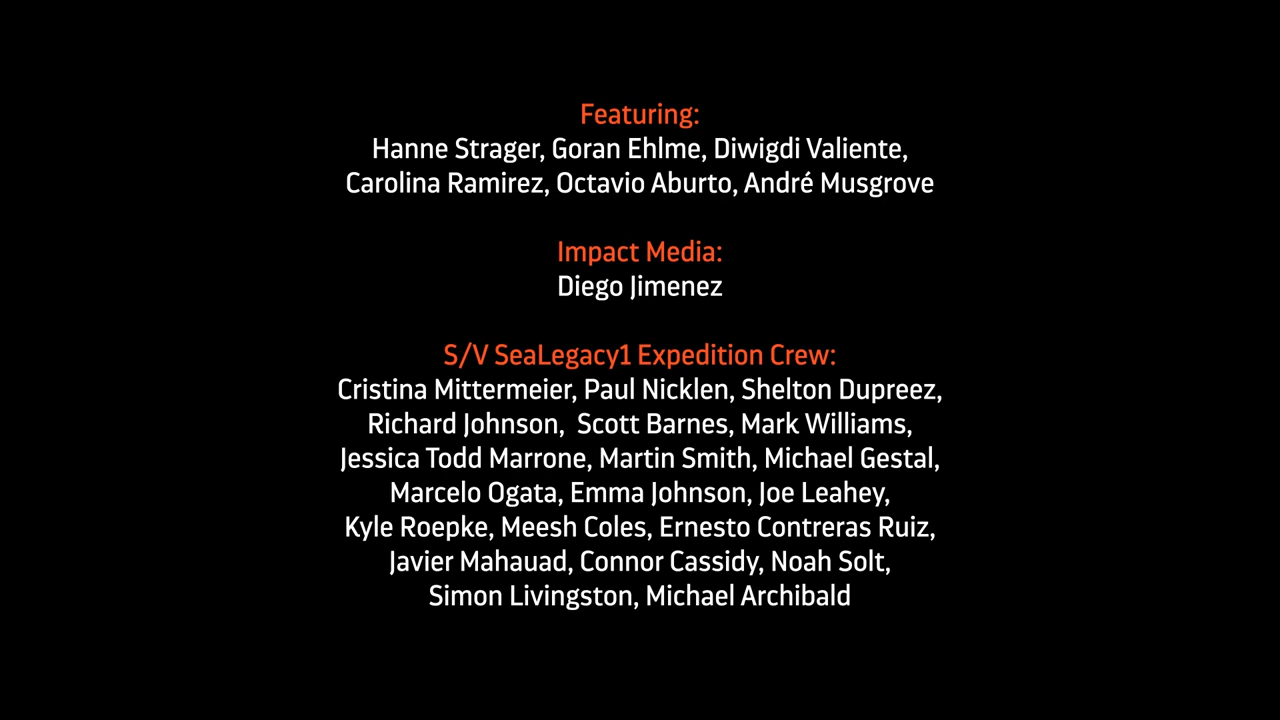 Featuring:
Hanne Strager, Goran Ehlme, Diwigdi Valiente,
Carolina Ramirez, Octavio Aburto, André Musgrove
Impact Media:
Diego Jimenez
S/V SeaLegacy1 Expedition Crew:
Cristina Mittermeier, Paul Nicklen, Shelton Dupreez,
Richard Johnson,  Scott Barnes, Mark Williams,
Jessica Todd Marrone, Martin Smith, Michael Gestal,
Marcelo Ogata, Emma Johnson, Joe Leahey,
Kyle Roepke, Meesh Coles, Ernesto Contreras Ruiz,
Javier Mahauad, Connor Cassidy, Noah Solt,
Simon Livingston, Michael Archibald